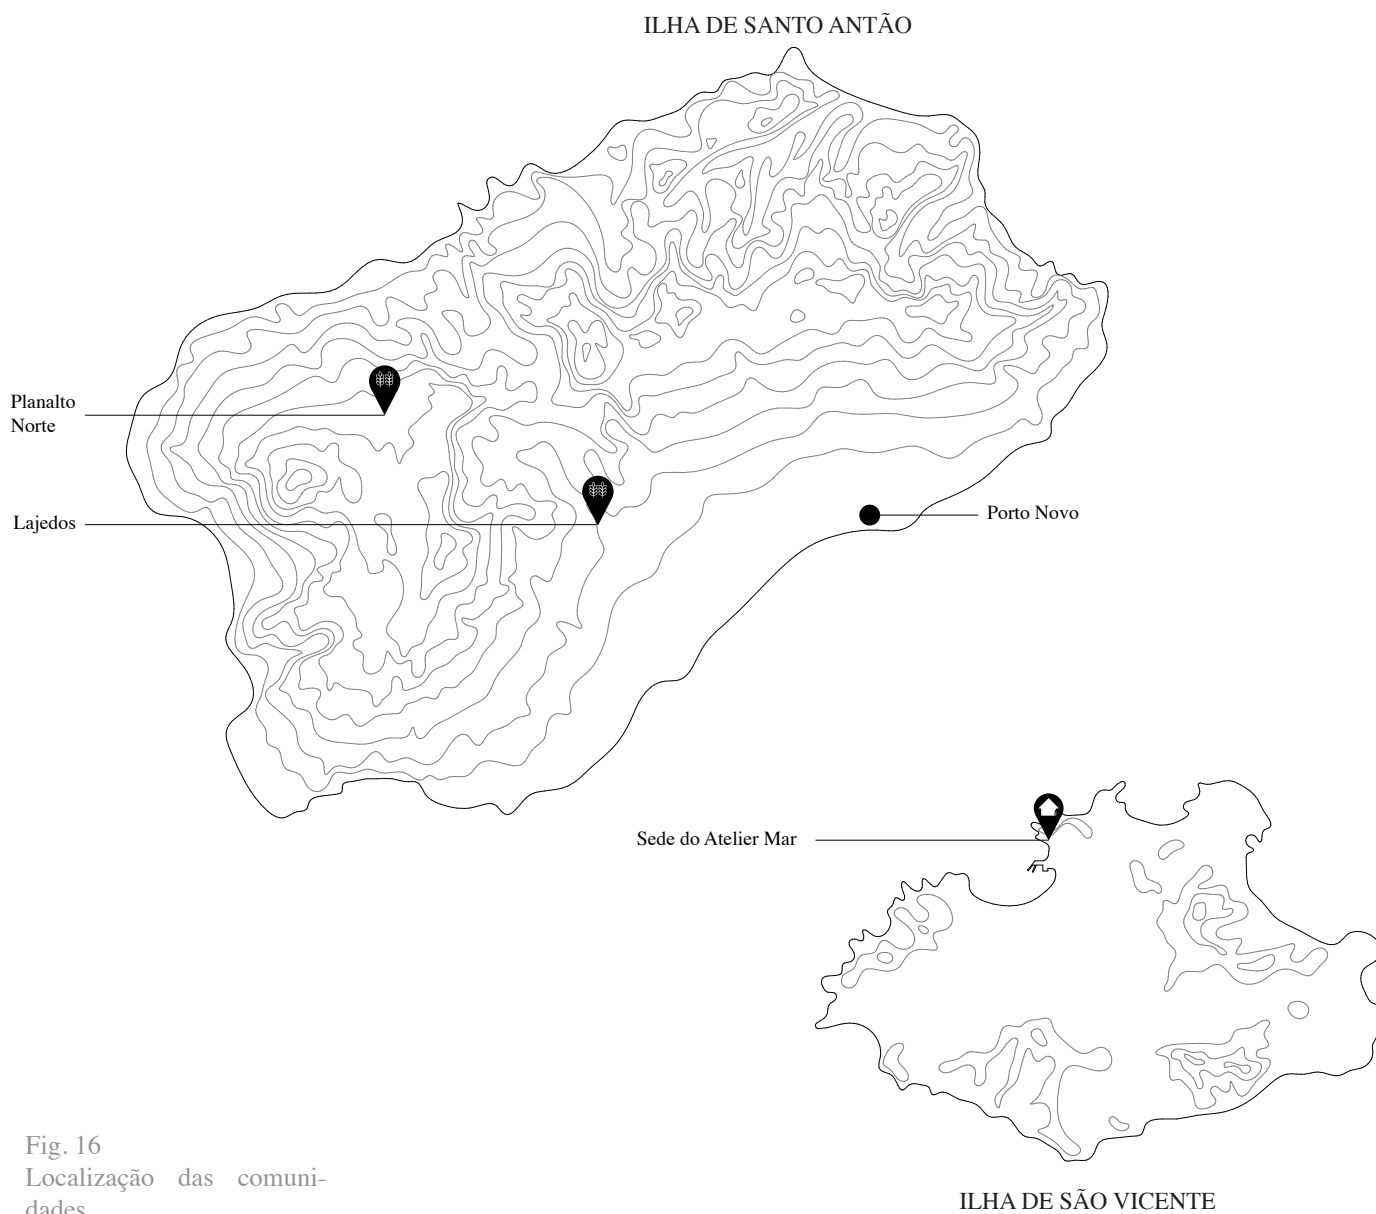 ILHA DE SANTO ANTÃO
Planalto
Norte
Lajedos
Porto Novo
Sede do Atelier Mar
Fig. 16
Localização das comuni-
dades
ILHA DE SÃO VICENTE